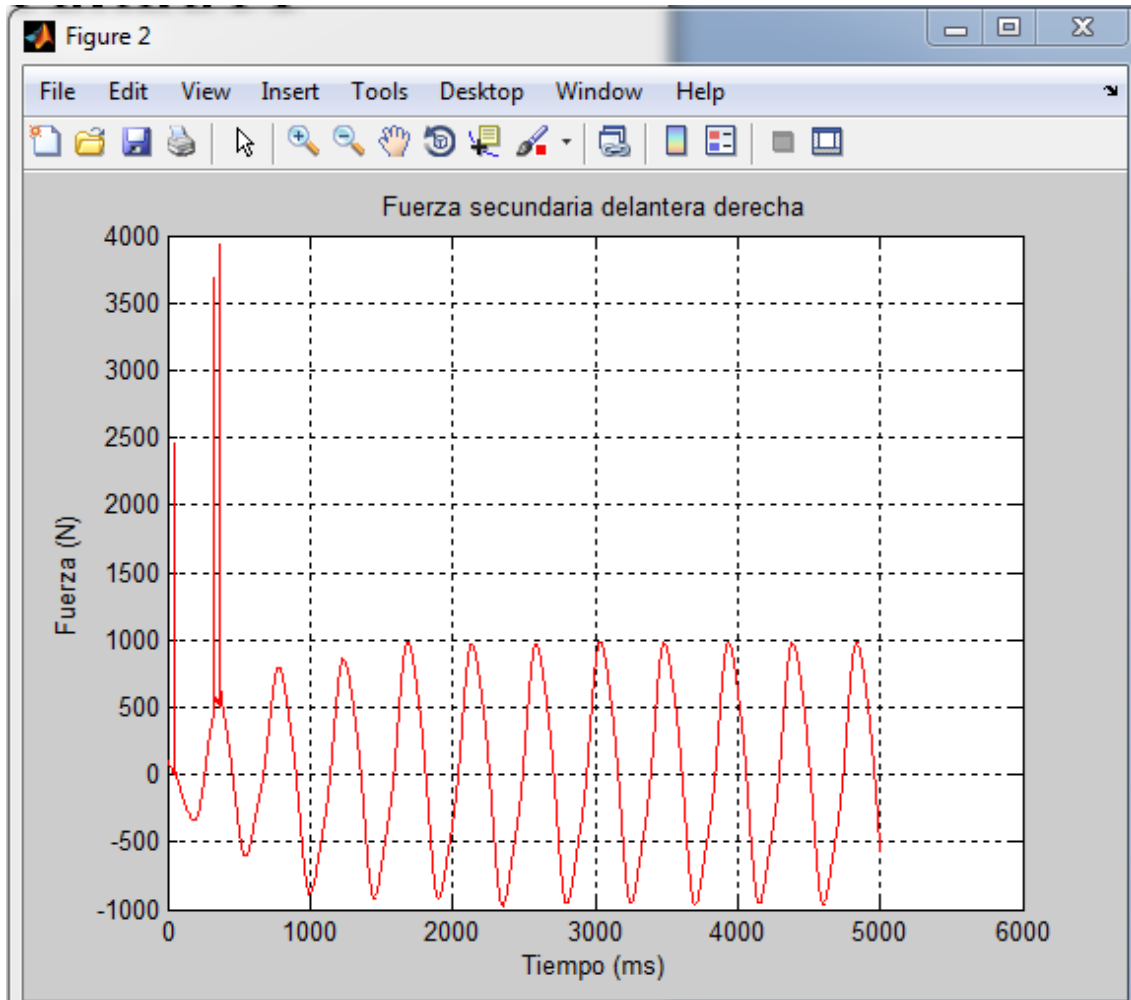 Figure 2
File Edit View Insert Tools Desktop Window Help
Fuerza secundaria delantera derecha
4000
3500
3000
2500
2000
1500
1000
500
0
-500
-1000
Fuerza (N)
0 1000 2000 3000 4000 5000 6000
Tiempo (ms)